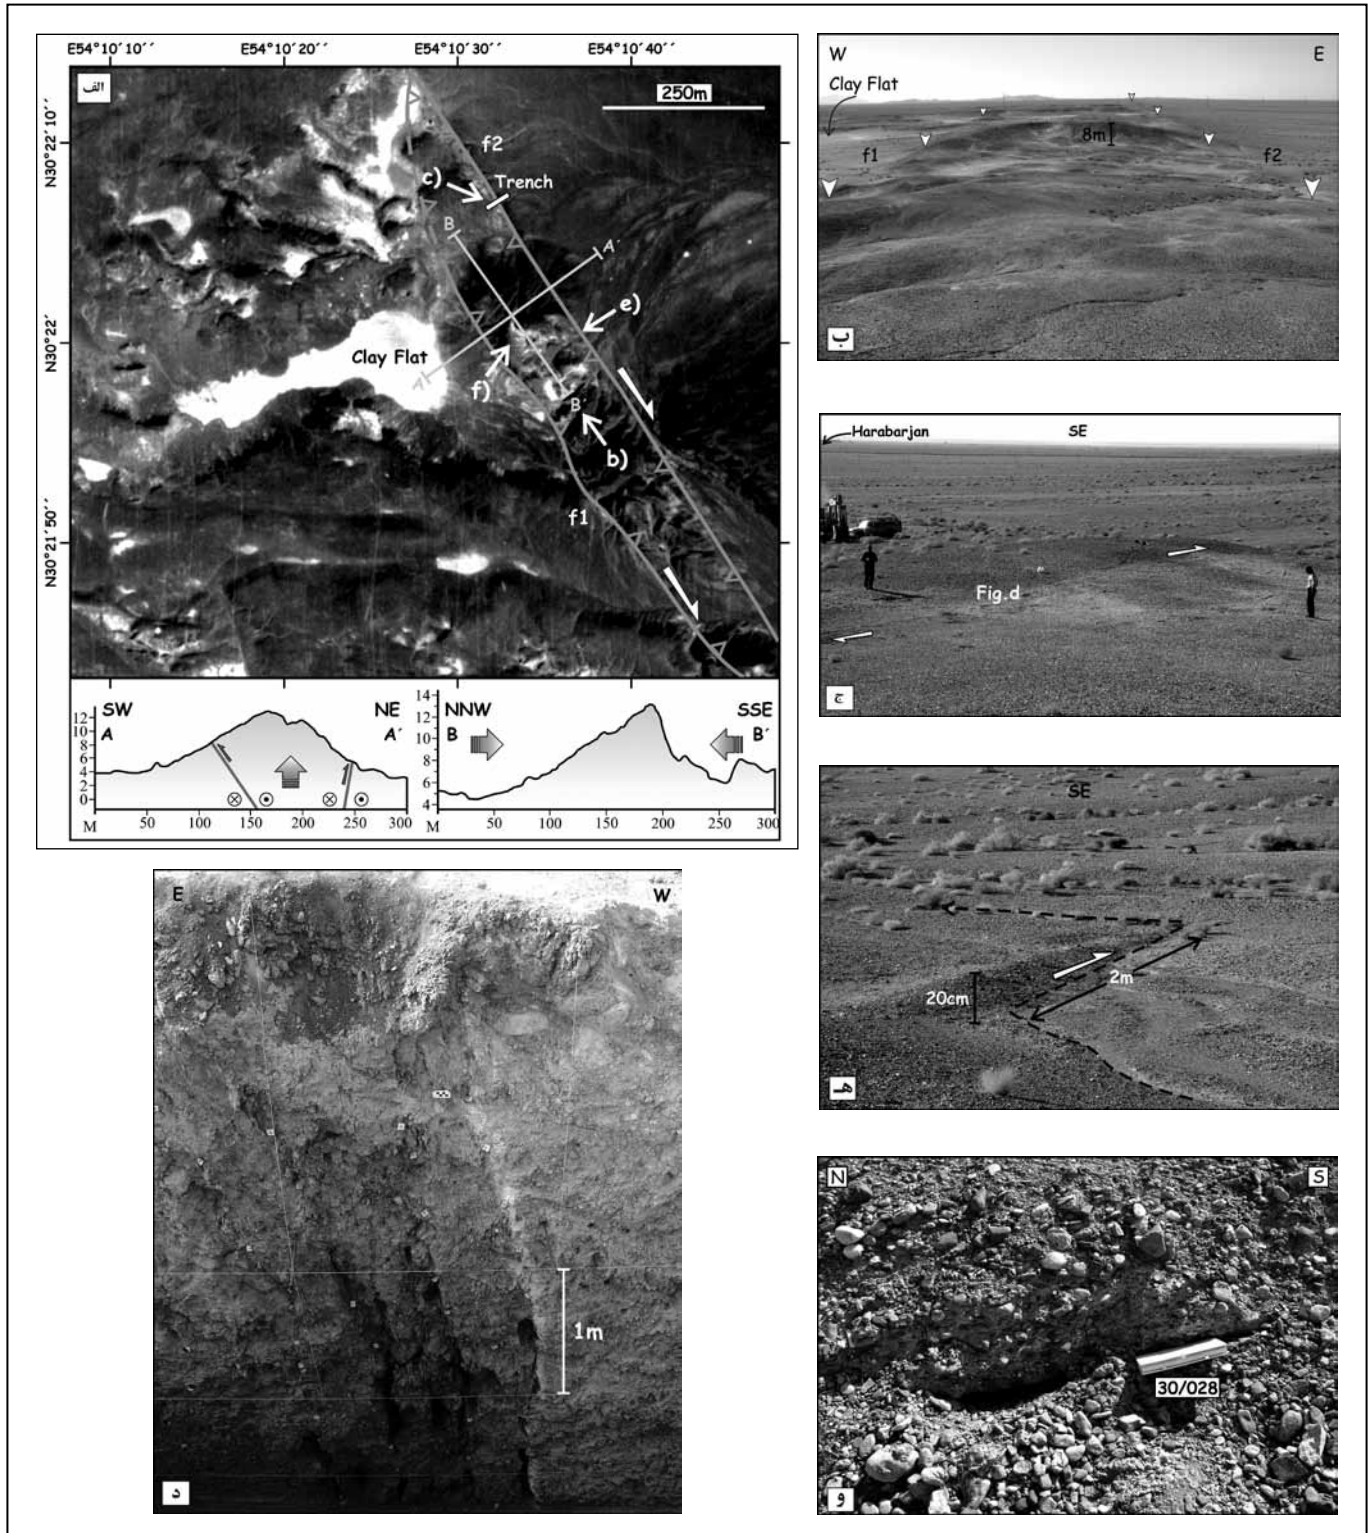 E54°10´10´´ E54°10´20´´ E54°10´30´´ E54°10´40´´
الف
250m
N30°22´10´´
f2
c)
Trench
B
A´
e)
N30°22´
Clay Flat
A
f)
B´
b)
N30°21´50´´
f1
SW NE
A A´
12
10
8
6
4
2
0
M 50 100 150 200 250 300
NNW SSE
B B´
14
12
10
8
6
4
M 50 100 150 200 250 300
W E
Clay Flat
8m
f1 f2
ب
Harabarjan SE
Fig.d
ج
SE
2m
20cm
هـ
E W
1m
د
N S
30/028
و